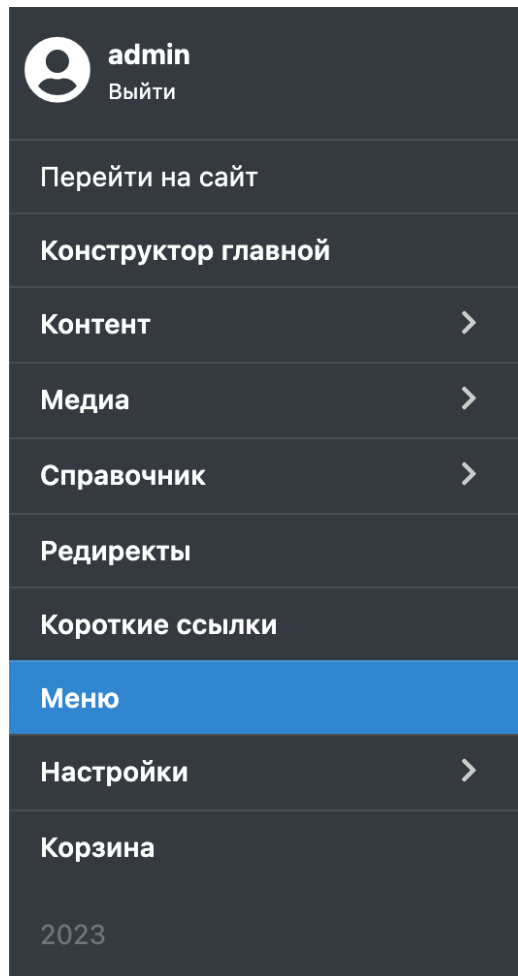 admin
Выйти
Перейти на сайт
Конструктор главной
Контент
Медиа
Справочник
Редиректы
Короткие ссылки
Меню
Настройки
Корзина
2023